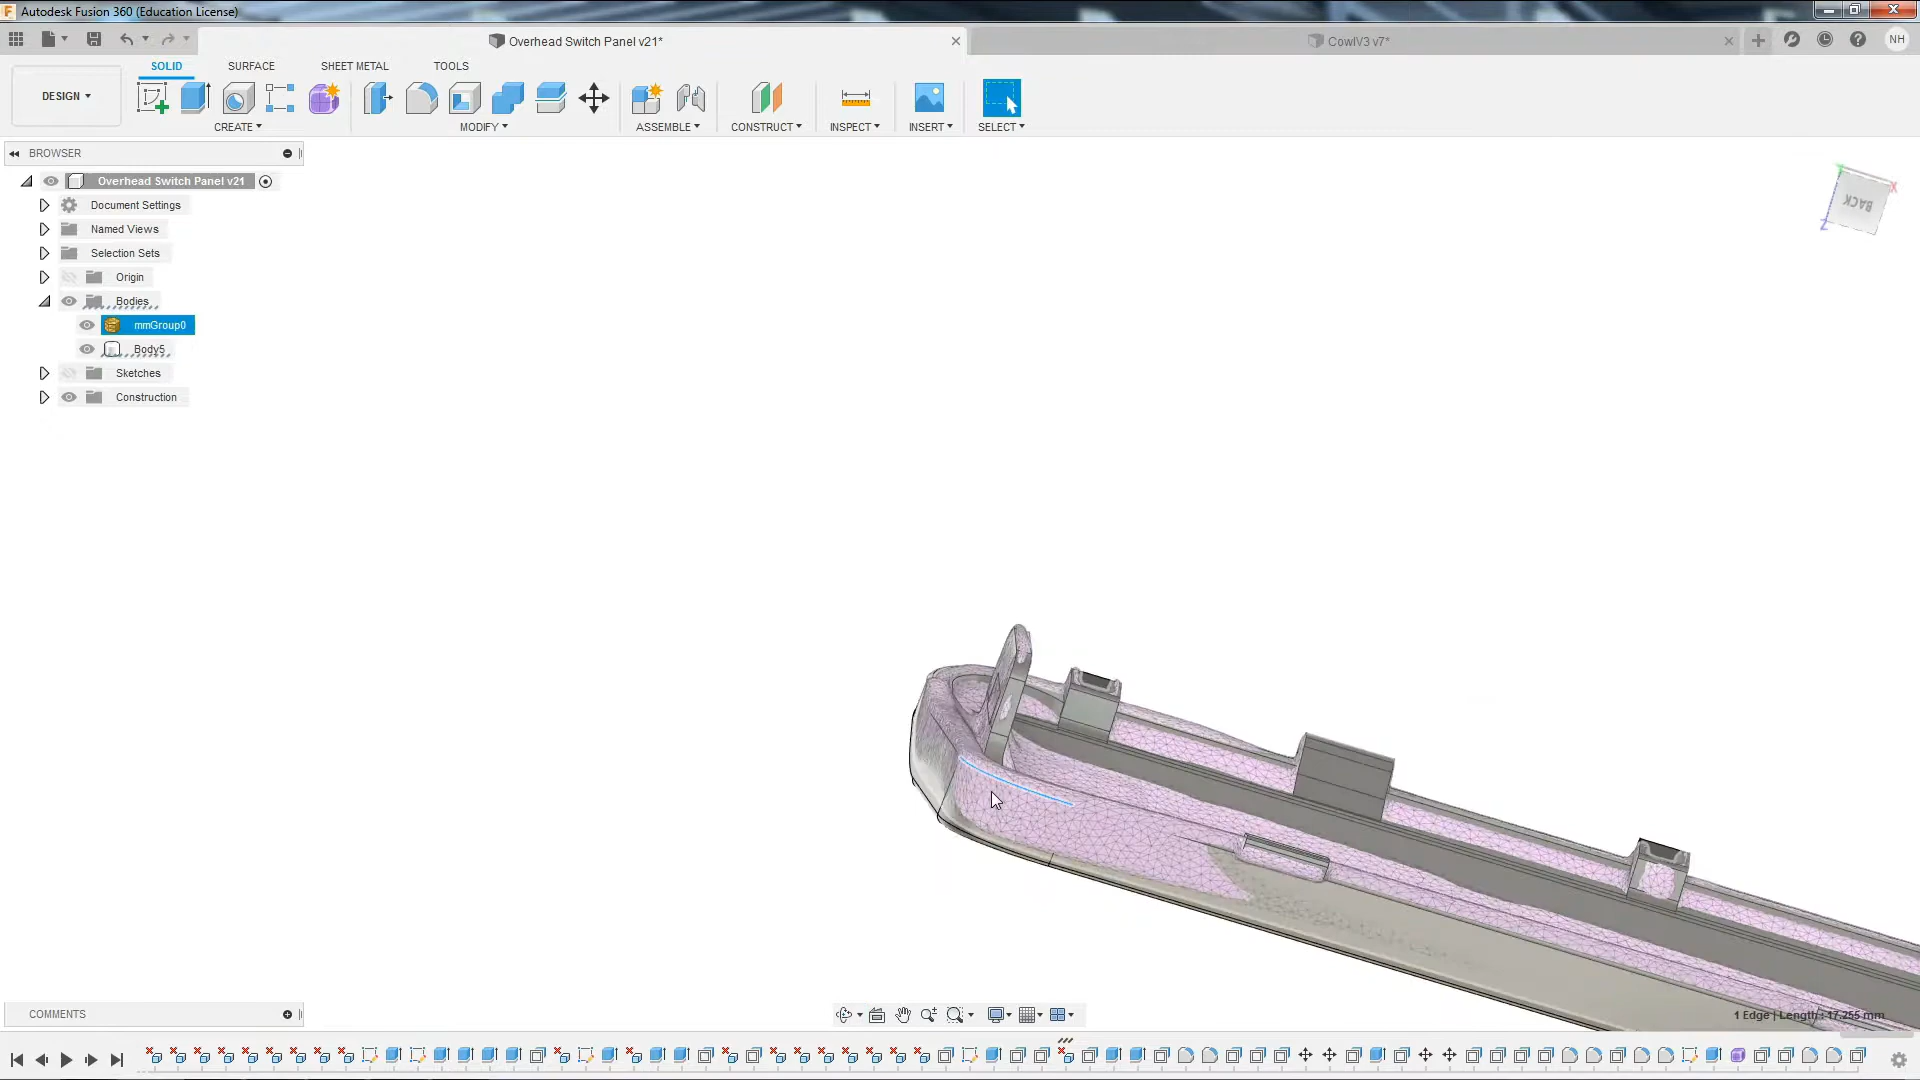 Autodesk Fusion 360 (Education License)
Overhead Switch Panel v21*
CowlV3 v7*
NH
SOLID
SURFACE
SHEET METAL
TOOLS
DESIGN
CREATE
MODIFY
ASSEMBLE
CONSTRUCT
INSPECT
INSERT
SELECT
BROWSER
Overhead Switch Panel v21
Document Settings
Named Views
Selection Sets
Origin
Bodies
mmGroup0
Body5
Sketches
Construction
BACK
X
Z
COMMENTS
1 Edge | Length : 17.255 mm